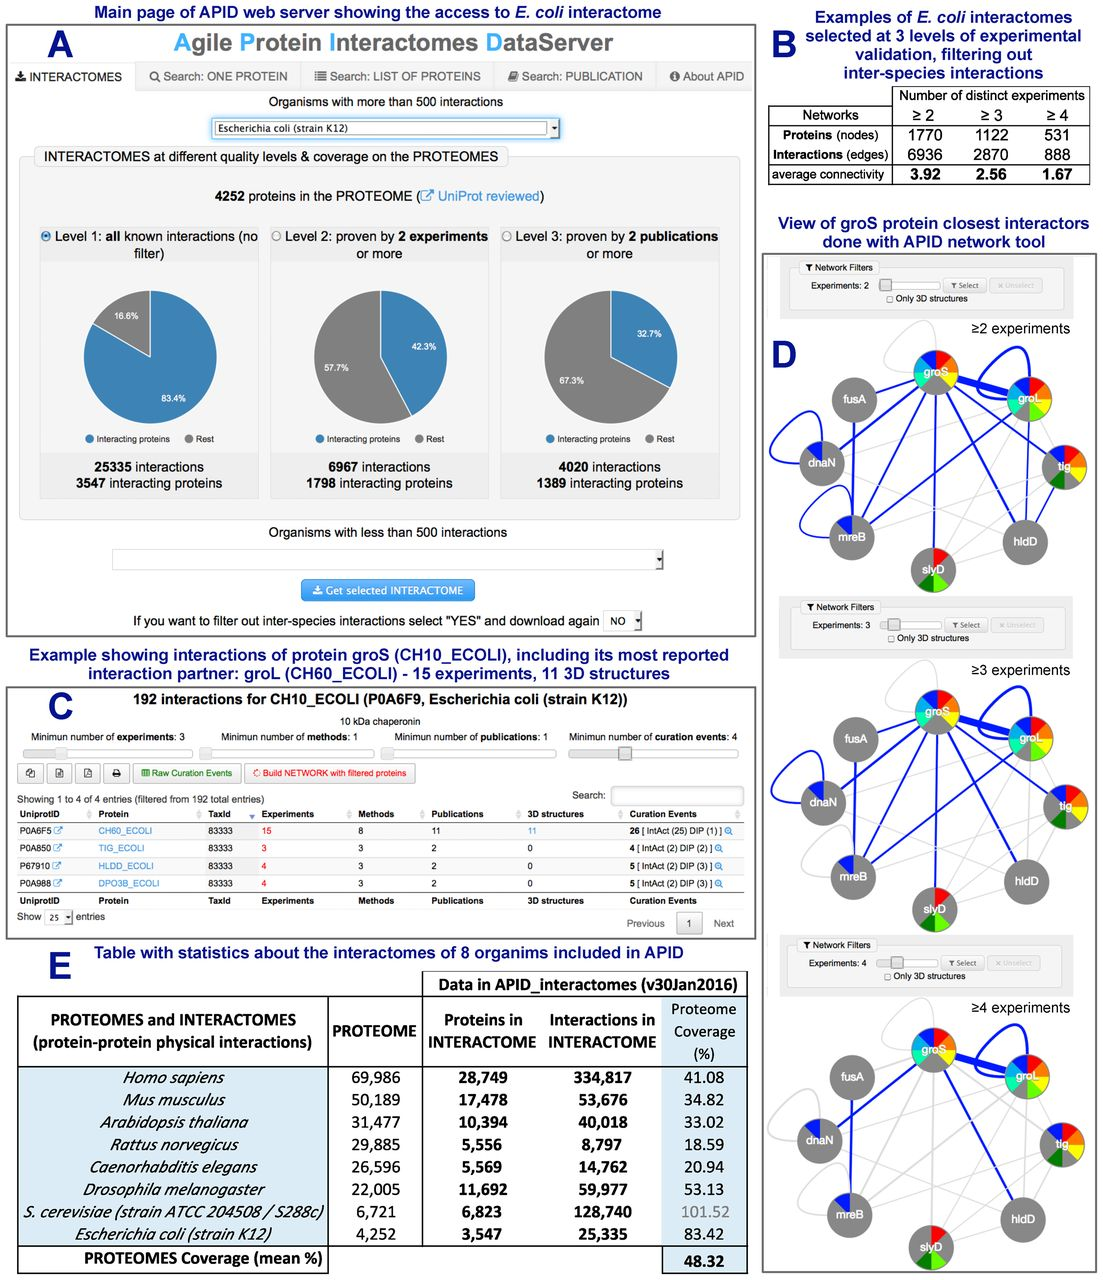 Main page of APID web server showing the access to E. coli interactome
A
Agile Protein Interactomes DataServer
INTERACTOMES
Search: ONE PROTEIN
Search: LIST OF PROTEINS
Search: PUBLICATION
About APID
Organisms with more than 500 interactions
Escherichia coli (strain K12)
INTERACTOMES at different quality levels & coverage on the PROTEOMES
4252 proteins in the PROTEOME ( UniProt reviewed)
Level 1: all known interactions (no
filter)
Level 2: proven by 2 experiments
or more
Level 3: proven by 2 publications
or more
16.6%
83.4%
42.3%
57.7%
32.7%
67.3%
Interacting proteins Rest
Interacting proteins Rest
Interacting proteins Rest
25335 interactions
3547 interacting proteins
6967 interactions
1798 interacting proteins
4020 interactions
1389 interacting proteins
Organisms with less than 500 interactions
Get selected INTERACTOME
If you want to filter out inter-species interactions select "YES" and download again NO
B
Examples of E. coli interactomes
selected at 3 levels of experimental
validation, filtering out
inter-species interactions
Number of distinct experiments
Networks ≥ 2 ≥ 3 ≥ 4
Proteins (nodes) 1770 1122 531
Interactions (edges) 6936 2870 888
average connectivity 3.92 2.56 1.67
Example showing interactions of protein groS (CH10_ECOLI), including its most reported
interaction partner: groL (CH60_ECOLI) - 15 experiments, 11 3D structures
C
192 interactions for CH10_ECOLI (P0A6F9, Escherichia coli (strain K12))
10 kDa chaperonin
Minimun number of experiments: 3
Minimun number of methods: 1
Minimun number of publications: 1
Minimun number of curation events: 4
Raw Curation Events
Build NETWORK with filtered proteins
Showing 1 to 4 of 4 entries (filtered from 192 total entries)
Search:
UniprotID Protein TaxId Experiments Methods Publications 3D structures Curation Events
P0A6F5 CH60_ECOLI 83333 15 8 11 11 26 [ IntAct (25) DIP (1) ]
P0A850 TIG_ECOLI 83333 3 3 2 0 4 [ IntAct (2) DIP (2) ]
P67910 HLDD_ECOLI 83333 4 3 2 0 5 [ IntAct (2) DIP (3) ]
P0A988 DPO3B_ECOLI 83333 4 3 2 0 5 [ IntAct (2) DIP (3) ]
UniprotID Protein TaxId Experiments Methods Publications 3D structures Curation Events
Show 25 entries
Previous 1 Next
View of groS protein closest interactors
done with APID network tool
D
Network Filters
Experiments: 2
Select
Unselect
Only 3D structures
≥2 experiments
groS
groL
fusA
dnaN
tig
mreB
hldD
slyD
Network Filters
Experiments: 3
Select
Unselect
Only 3D structures
≥3 experiments
groS
groL
fusA
dnaN
tig
mreB
hldD
slyD
Network Filters
Experiments: 4
Select
Unselect
Only 3D structures
≥4 experiments
groS
groL
fusA
dnaN
tig
mreB
hldD
slyD
E
Table with statistics about the interactomes of 8 organims included in APID
Data in APID_interactomes (v30Jan2016)
PROTEOMES and INTERACTOMES
(protein-protein physical interactions)
PROTEOME
Proteins in
INTERACTOME
Interactions in
INTERACTOME
Proteome
Coverage
(%)
Homo sapiens 69,986 28,749 334,817 41.08
Mus musculus 50,189 17,478 53,676 34.82
Arabidopsis thaliana 31,477 10,394 40,018 33.02
Rattus norvegicus 29,885 5,556 8,797 18.59
Caenorhabditis elegans 26,596 5,569 14,762 20.94
Drosophila melanogaster 22,005 11,692 59,977 53.13
S. cerevisiae (strain ATCC 204508 / S288c) 6,721 6,823 128,740 101.52
Escherichia coli (strain K12) 4,252 3,547 25,335 83.42
PROTEOMES Coverage (mean %) 48.32